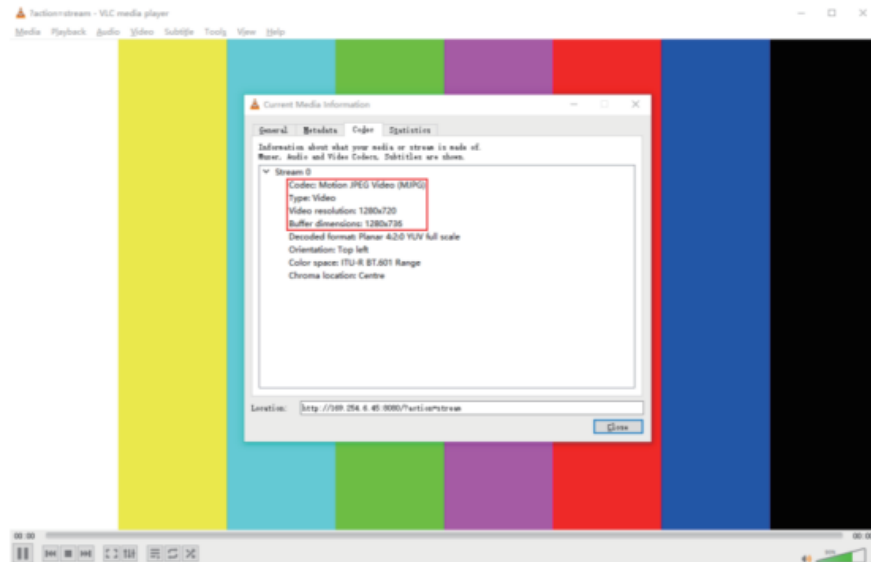 ?action=stream - VLC media player
Media Playback Audio Video Subtitle Tools View Help
Current Media Information
General Metadata Codec Statistics
Information about what your media or stream is made of.
Muxer, Audio and Video Codecs, Subtitles are shown.
Stream 0
Codec: Motion JPEG Video (MJPG)
Type: Video
Video resolution: 1280x720
Buffer dimensions: 1280x736
Decoded format: Planar 4:2:0 YUV full scale
Orientation: Top left
Color space: ITU-R BT.601 Range
Chroma location: Centre
Location: http://169.254.6.45:8080/?action=stream
Close
00:00